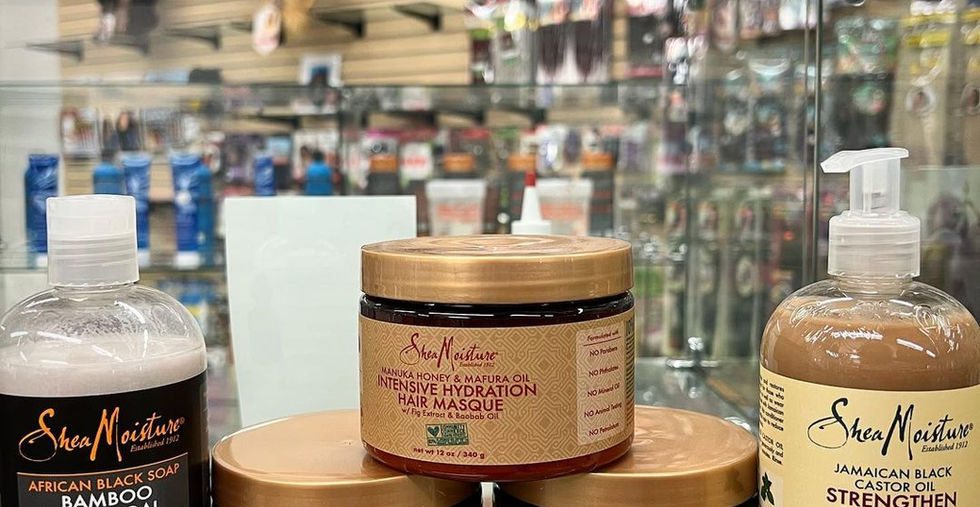 SheaMoisture®
Established 1912
AFRICAN BLACK SOAP
BAMBOO
SheaMoisture®
Established 1912
MANUKA HONEY & MAFURA OIL
INTENSIVE HYDRATION
HAIR MASQUE
w/ Fig Extract & Baobab Oil
net wt 12 oz / 340 g
Formulated with
NO Parabens
NO Phthalates
NO Mineral Oil
NO Animal Testing
NO Petrolatum
SheaMoisture®
Established 1912
JAMAICAN BLACK
CASTOR OIL
STRENGTHEN